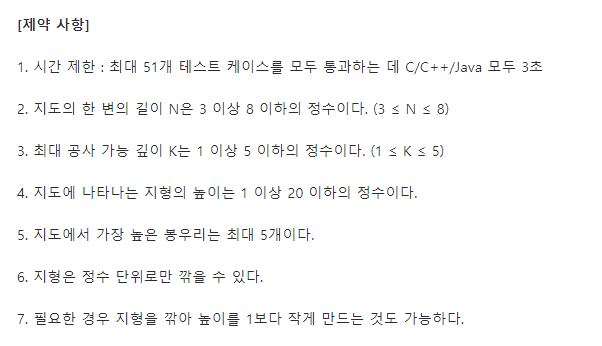 [제약 사항]
1. 시간 제한 : 최대 51개 테스트 케이스를 모두 통과하는 데 C/C++/Java 모두 3초
2. 지도의 한 변의 길이 N은 3 이상 8 이하의 정수이다. (3 ≤ N ≤ 8)
3. 최대 공사 가능 깊이 K는 1 이상 5 이하의 정수이다. (1 ≤ K ≤ 5)
4. 지도에 나타나는 지형의 높이는 1 이상 20 이하의 정수이다.
5. 지도에서 가장 높은 봉우리는 최대 5개이다.
6. 지형은 정수 단위로만 깎을 수 있다.
7. 필요한 경우 지형을 깎아 높이를 1보다 작게 만드는 것도 가능하다.